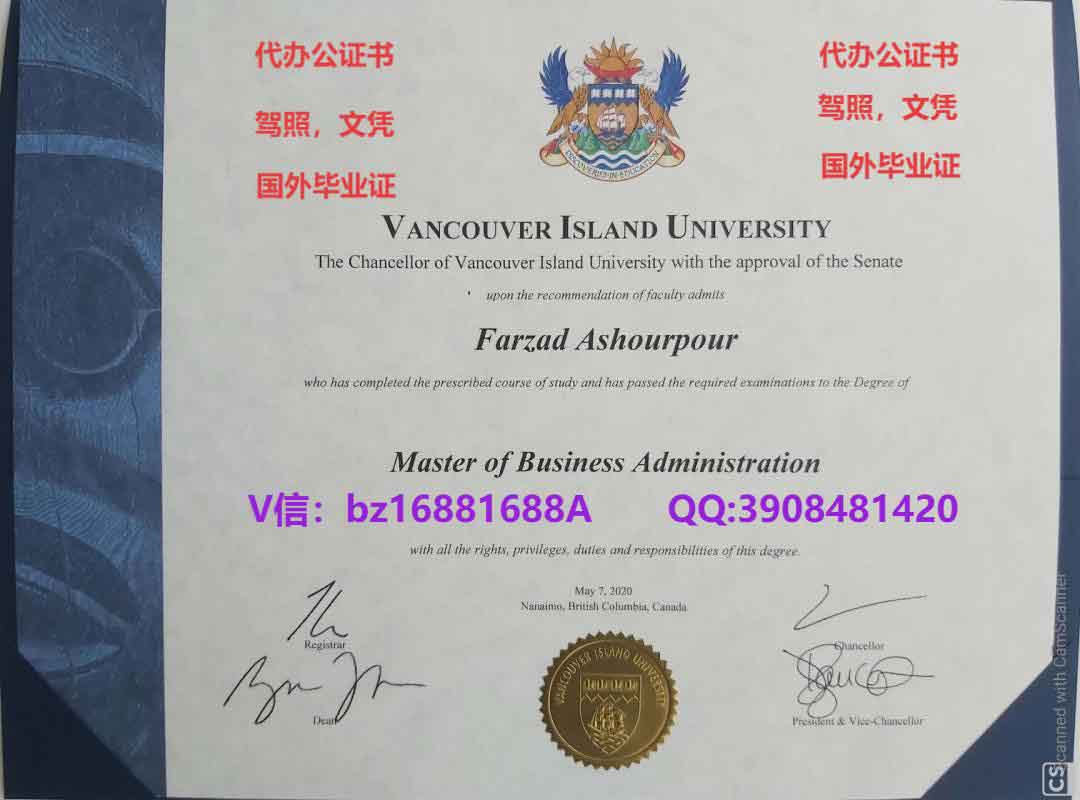 代办公证书
驾照，文凭
国外毕业证
代办公证书
驾照，文凭
国外毕业证
DISCOVERIES IN EDUCATION
VANCOUVER ISLAND UNIVERSITY
The Chancellor of Vancouver Island University with the approval of the Senate
upon the recommendation of faculty admits
Farzad Ashourpour
who has completed the prescribed course of study and has passed the required examinations to the Degree of
Master of Business Administration
V信：bz16881688A QQ:3908481420
with all the rights, privileges, duties and responsibilities of this degree.
May 7, 2020
Nanaimo, British Columbia, Canada
Registrar
Chancellor
Dean
President & Vice-Chancellor
VANCOUVER ISLAND UNIVERSITY
CS
Scanned with CamScanner